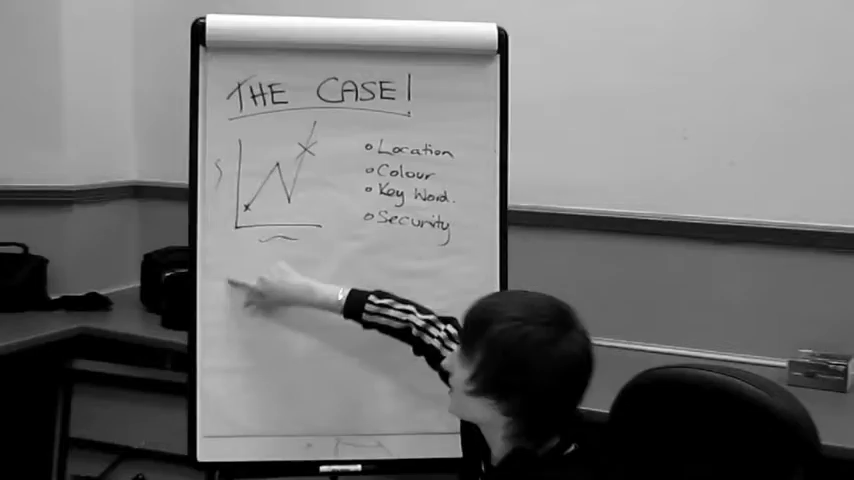 THE CASE!
• Location
• Colour
• Key Word.
• Security